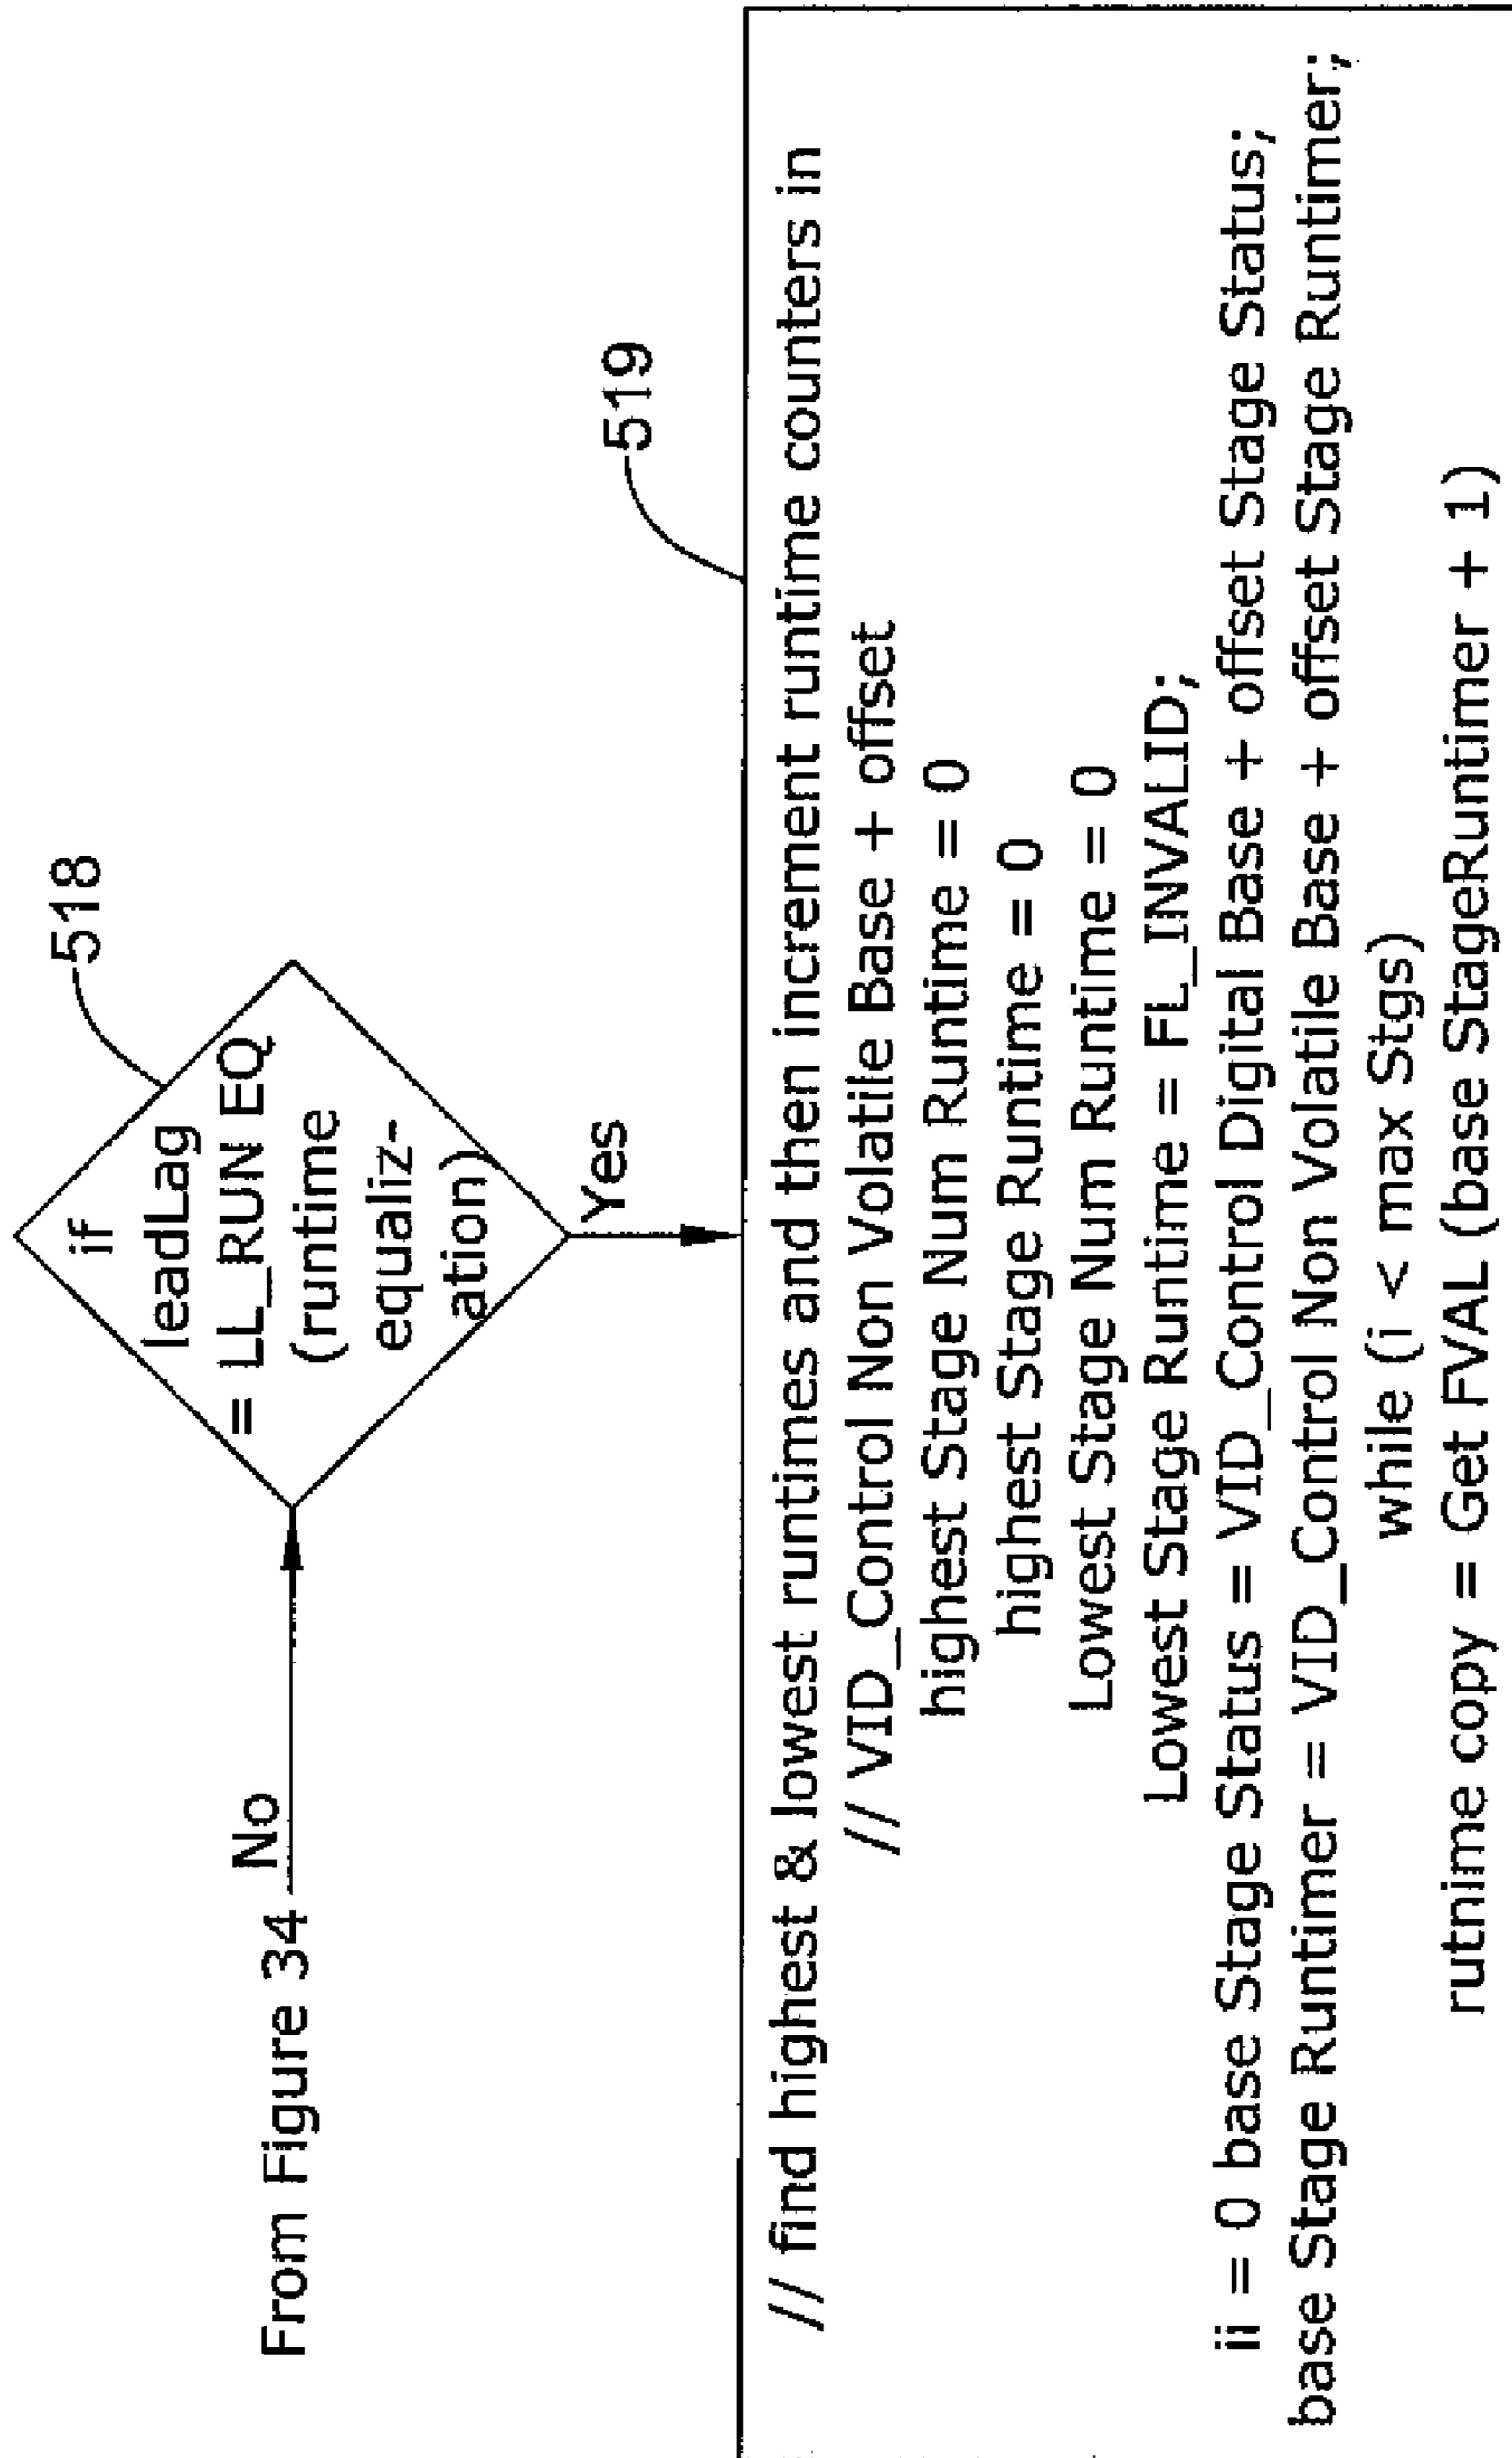 From Figure 34
No
if
leadLag
= LL_RUN EQ
(runtime
equaliz-
ation)
518
Yes
519
// find highest & lowest runtimes and then increment runtime counters in
// VID_Control Non Volatile Base + offset
highest Stage Num Runtime = 0
highest Stage Runtime = 0
Lowest Stage Num Runtime = 0
Lowest Stage Runtime = FL_INVALID;
ii = 0 base Stage Status = VID_Control Digital Base + offset Stage Status;
base Stage Runtimer = VID_Control Non Volatile Base + offset Stage Runtimer;
while (i < max Stgs)
rutnime copy = Get FVAL (base StageRuntimer + 1)